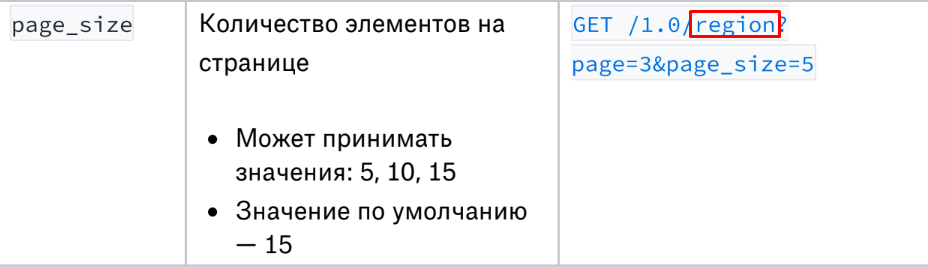 page_size
Количество элементов на
странице
• Может принимать
значения: 5, 10, 15
• Значение по умолчанию
— 15
GET /1.0/region?
page=3&page_size=5